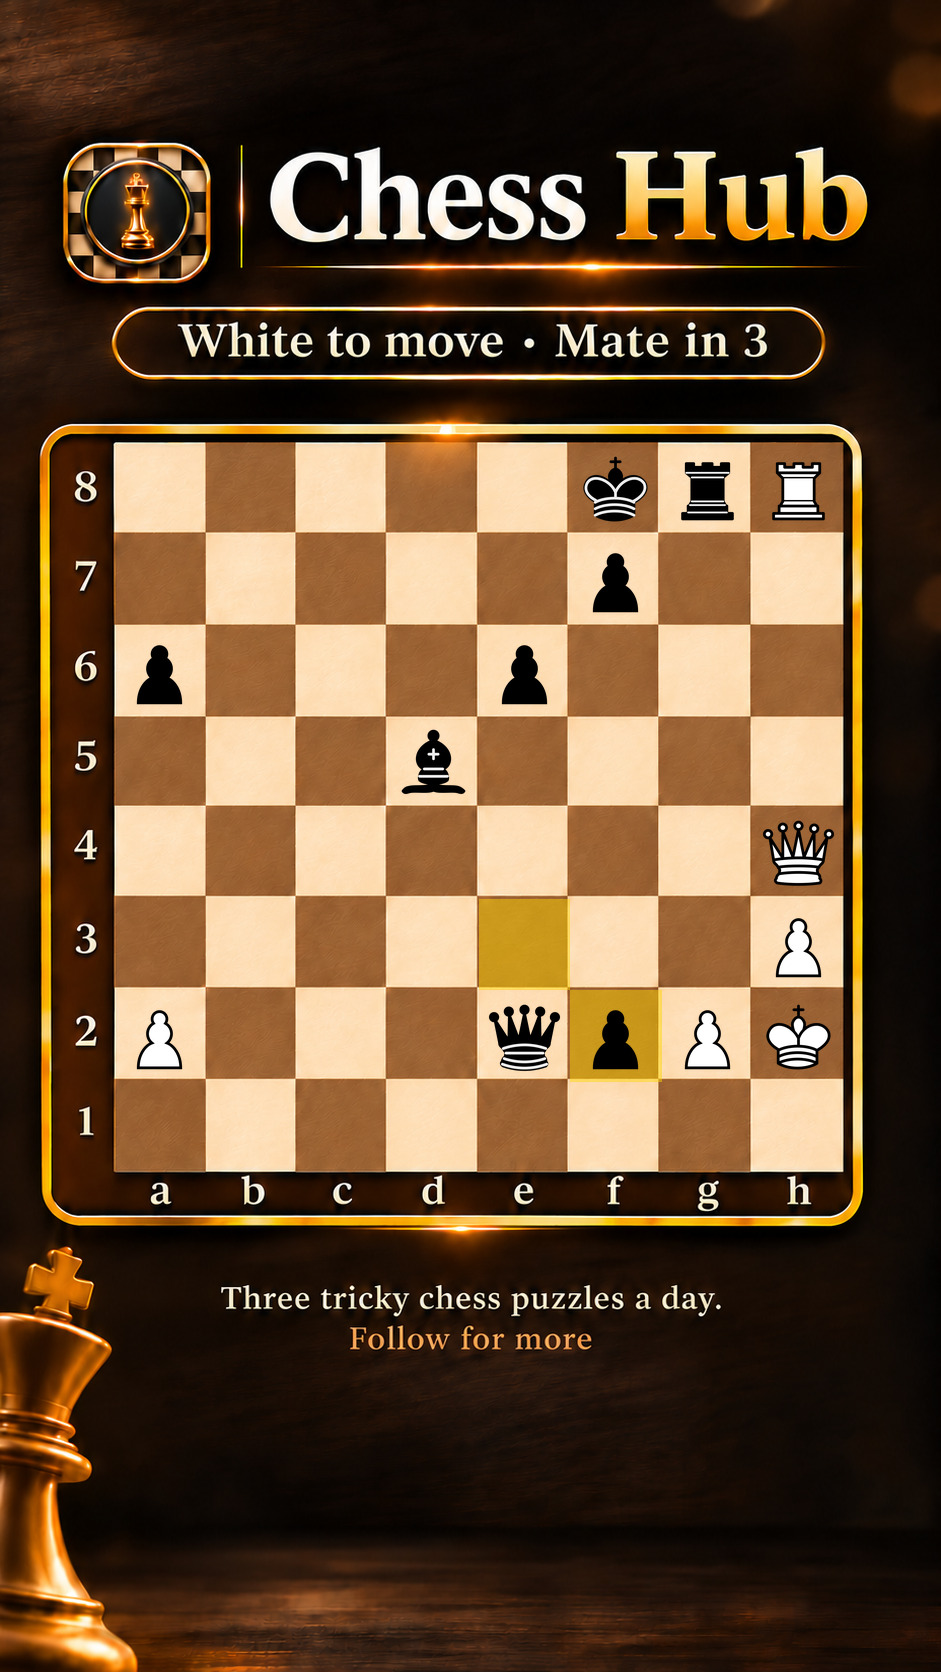 Chess Hub
White to move • Mate in 3
8
7
6
5
4
3
2
1
a b c d e f g h
Three tricky chess puzzles a day.
Follow for more